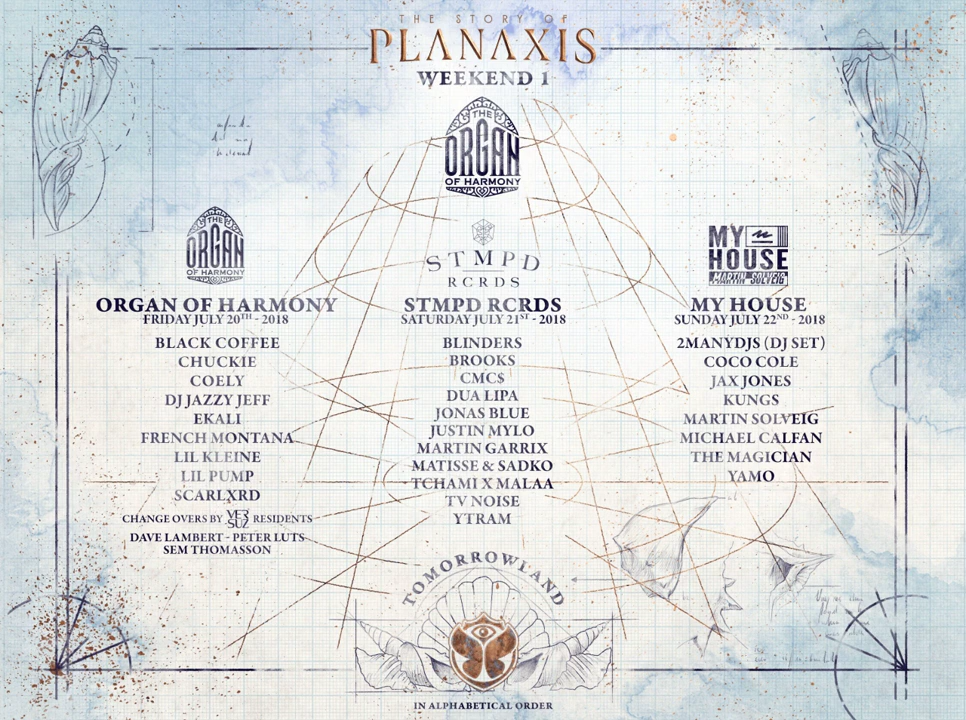 THE STORY OF
PLANAXIS
WEEKEND 1
THE
ORGAN
OF HARMONY
THE
ORGAN
OF HARMONY
ORGAN OF HARMONY
FRIDAY JULY 20TH - 2018
BLACK COFFEE
CHUCKIE
COELY
DJ JAZZY JEFF
EKALI
FRENCH MONTANA
LIL KLEINE
LIL PUMP
SCARLXRD
CHANGE OVERS BY VERSUZ RESIDENTS
DAVE LAMBERT - PETER LUTS
SEM THOMASSON
STMPD
RCRDS
STMPD RCRDS
SATURDAY JULY 21ST - 2018
BLINDERS
BROOKS
CMC$
DUA LIPA
JONAS BLUE
JUSTIN MYLO
MARTIN GARRIX
MATISSE & SADKO
TCHAMI X MALAA
TV NOISE
YTRAM
MY
HOUSE
MARTIN SOLVEIG
MY HOUSE
SUNDAY JULY 22ND - 2018
2MANYDJS (DJ SET)
COCO COLE
JAX JONES
KUNGS
MARTIN SOLVEIG
MICHAEL CALFAN
THE MAGICIAN
YAMO
TOMORROWLAND
IN ALPHABETICAL ORDER